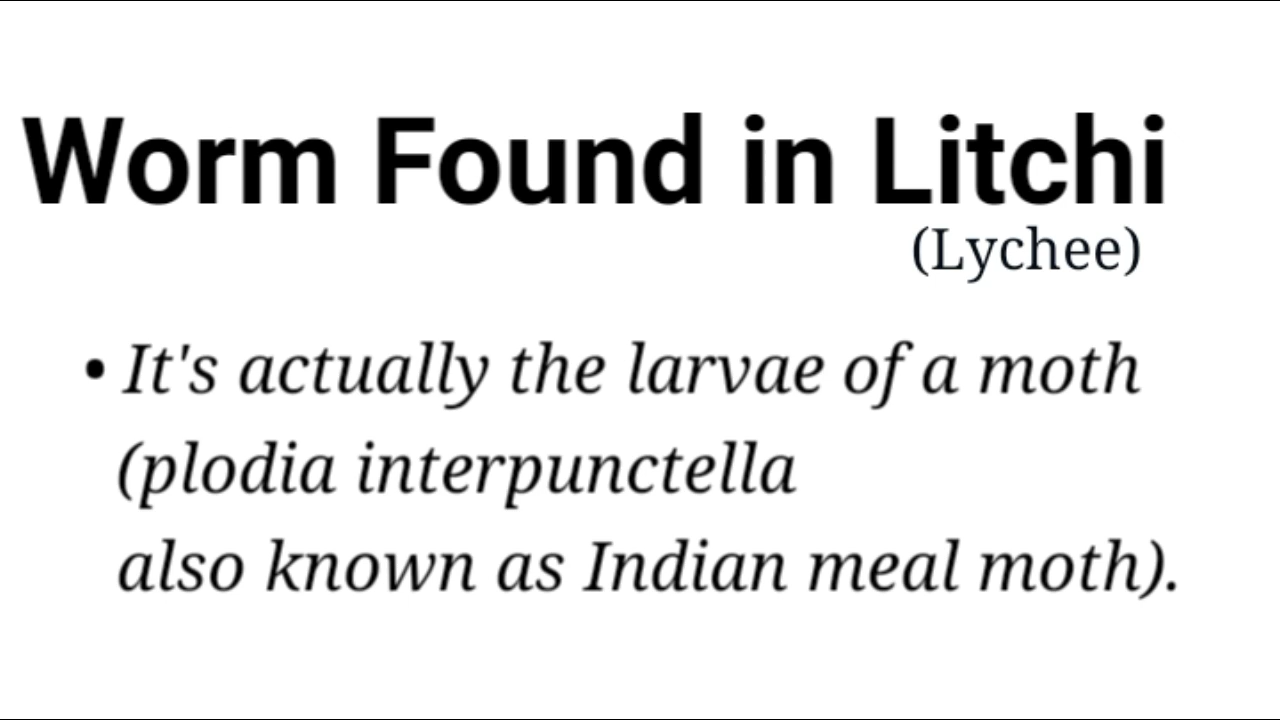 Worm Found in Litchi
(Lychee)
• It's actually the larvae of a moth
(plodia interpunctella
also known as Indian meal moth).